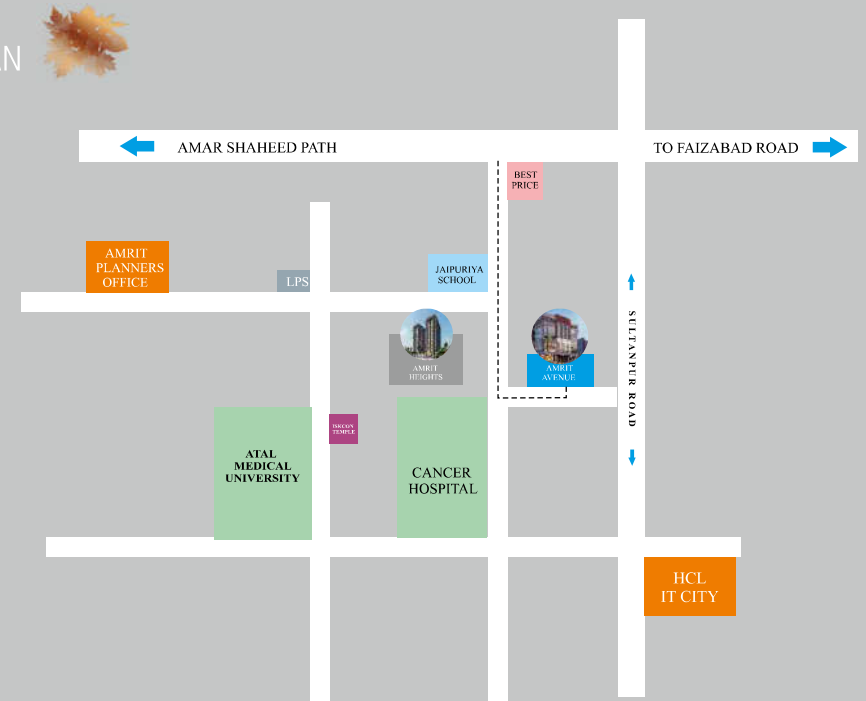 AMAR SHAHEED PATH
TO FAIZABAD ROAD
BEST
PRICE
AMRIT
PLANNERS
OFFICE
LPS
JAIPURIYA
SCHOOL
AMRIT
HEIGHTS
AMRIT
AVENUE
SULTANPUR ROAD
ISKCON
TEMPLE
ATAL
MEDICAL
UNIVERSITY
CANCER
HOSPITAL
HCL
IT CITY